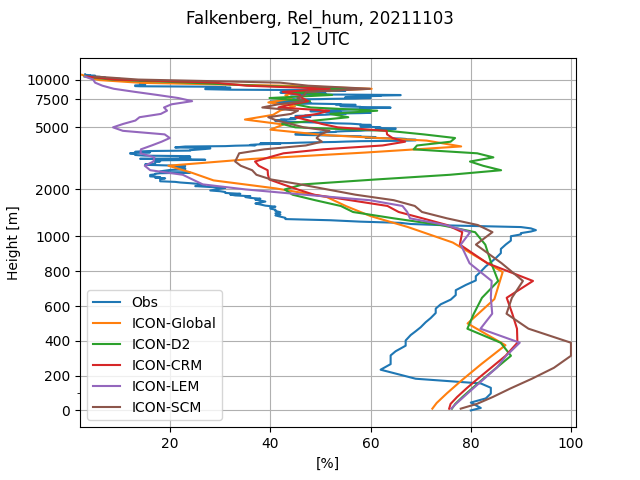 Falkenberg, Rel_hum, 20211103
12 UTC
10000
7500
5000
2000
1000
800
600
400
200
0
Height [m]
Obs
ICON-Global
ICON-D2
ICON-CRM
ICON-LEM
ICON-SCM
20 40 60 80 100
[%]